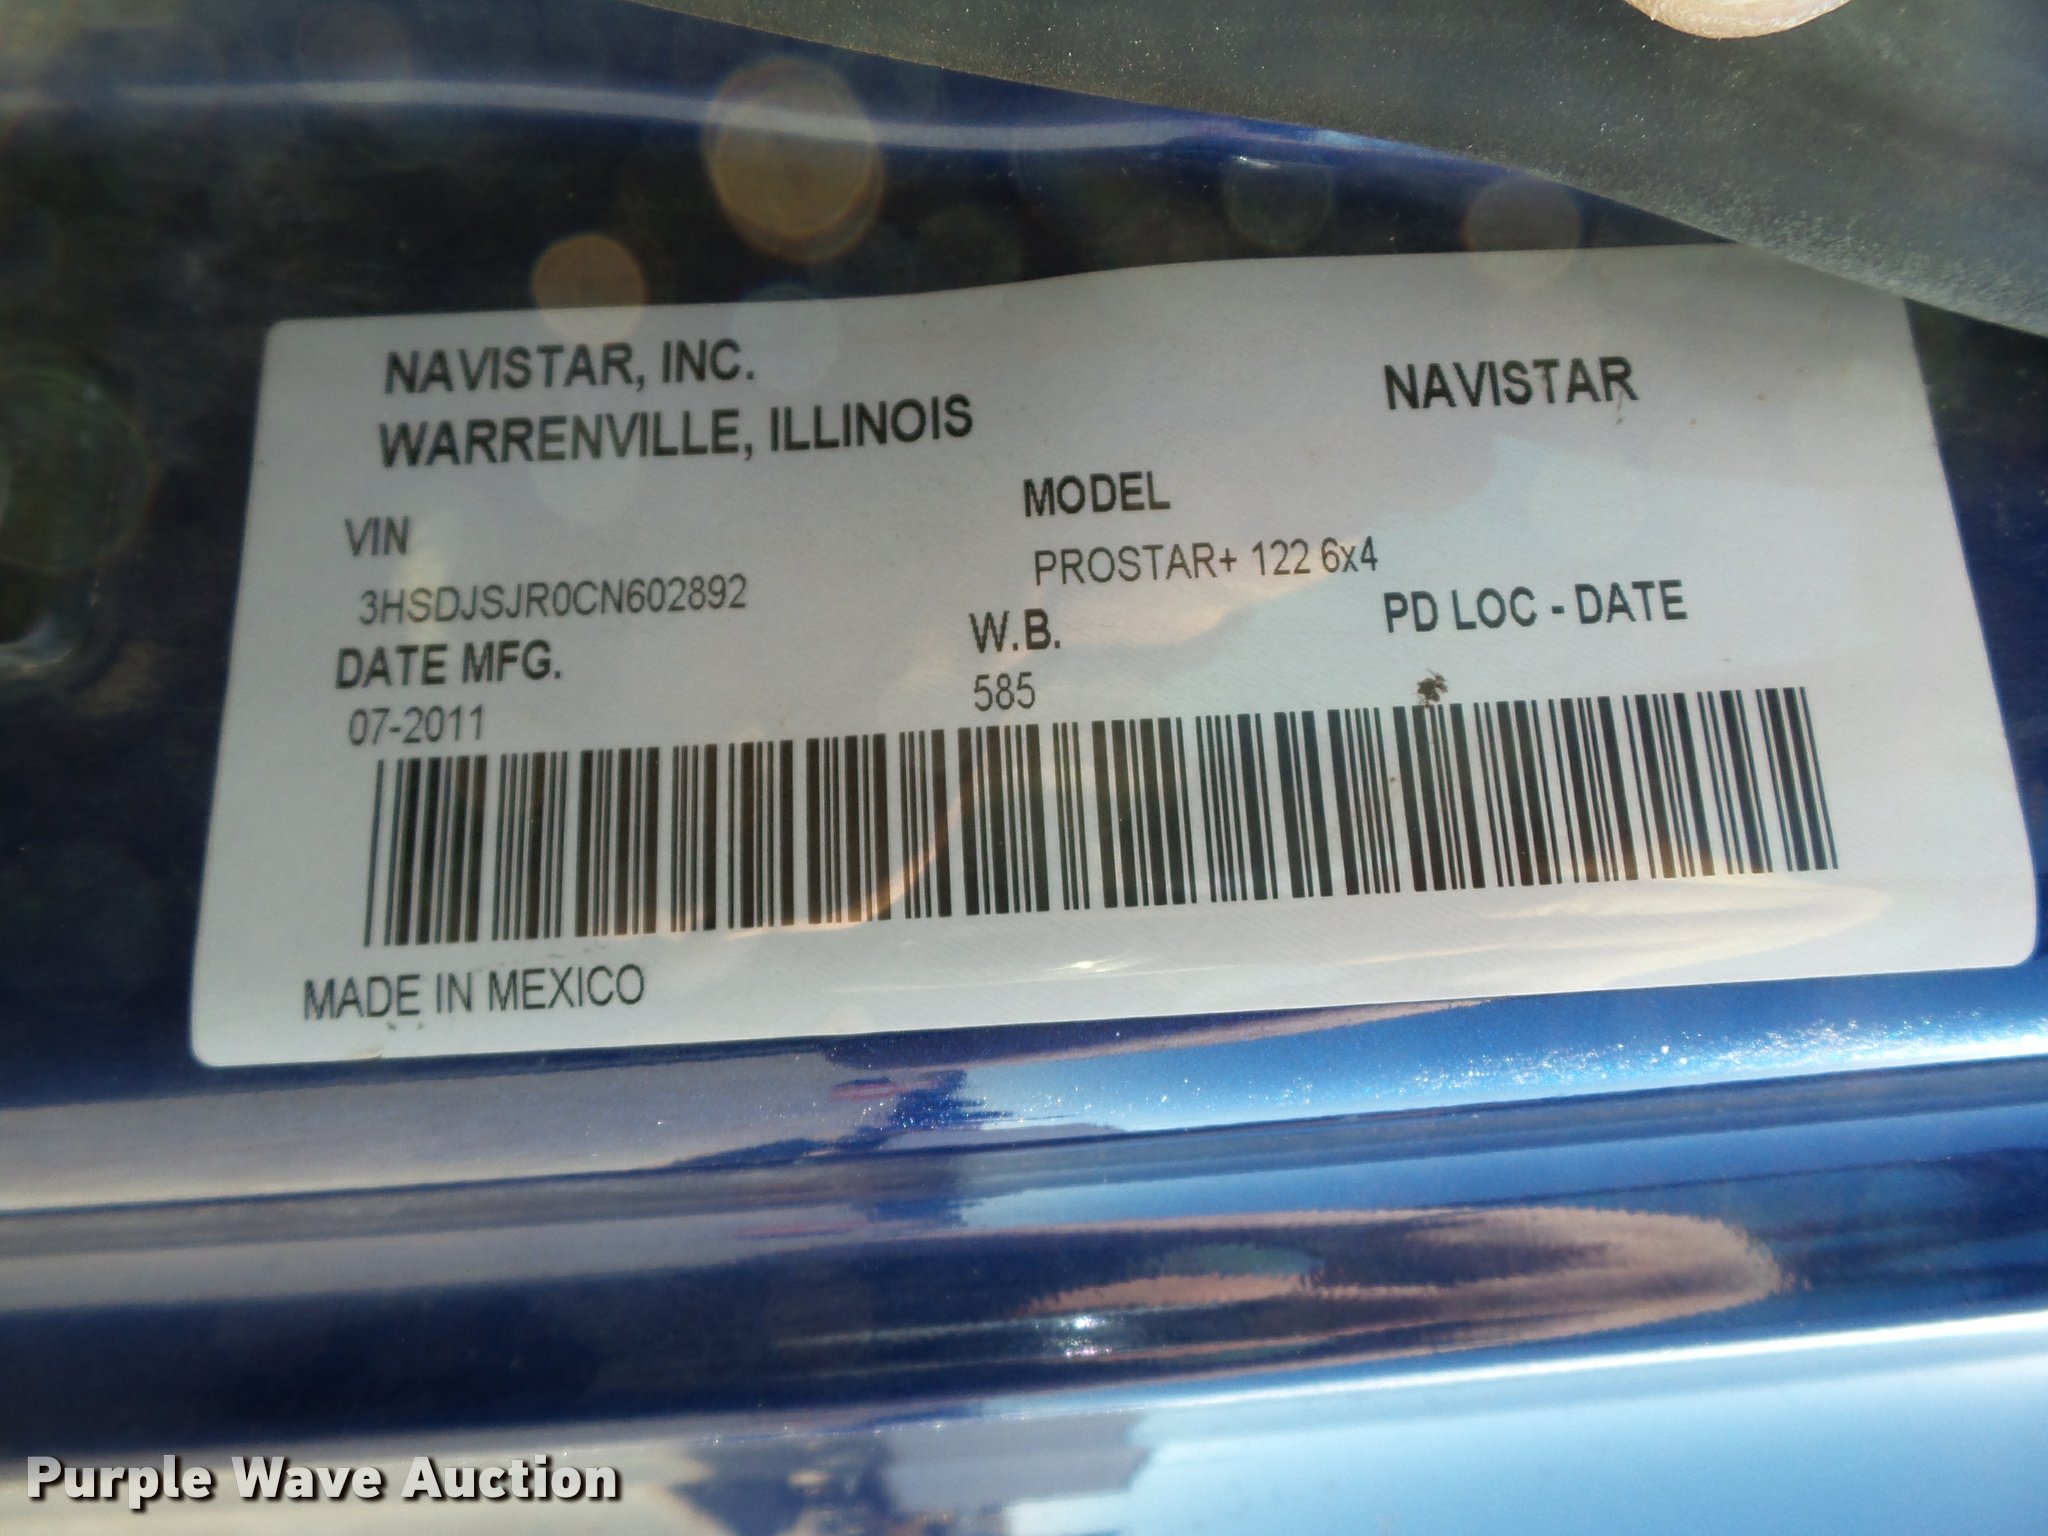 NAVISTAR, INC.
WARRENVILLE, ILLINOIS
NAVISTAR
VIN
MODEL
3HSDJSJR0CN602892
PROSTAR+ 122 6x4
DATE MFG.
W.B.
PD LOC - DATE
07-2011
585
MADE IN MEXICO
Purple Wave Auction